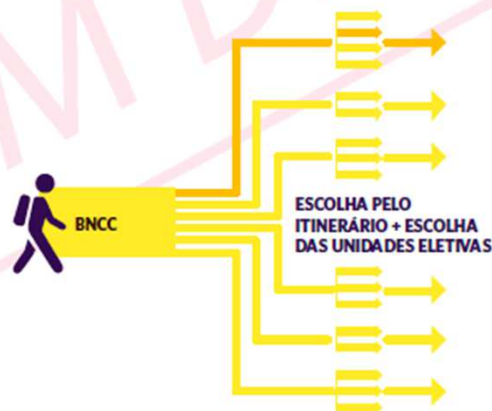 BNCC
ESCOLHA PELO
ITINERÁRIO + ESCOLHA
DAS UNIDADES ELETIVAS